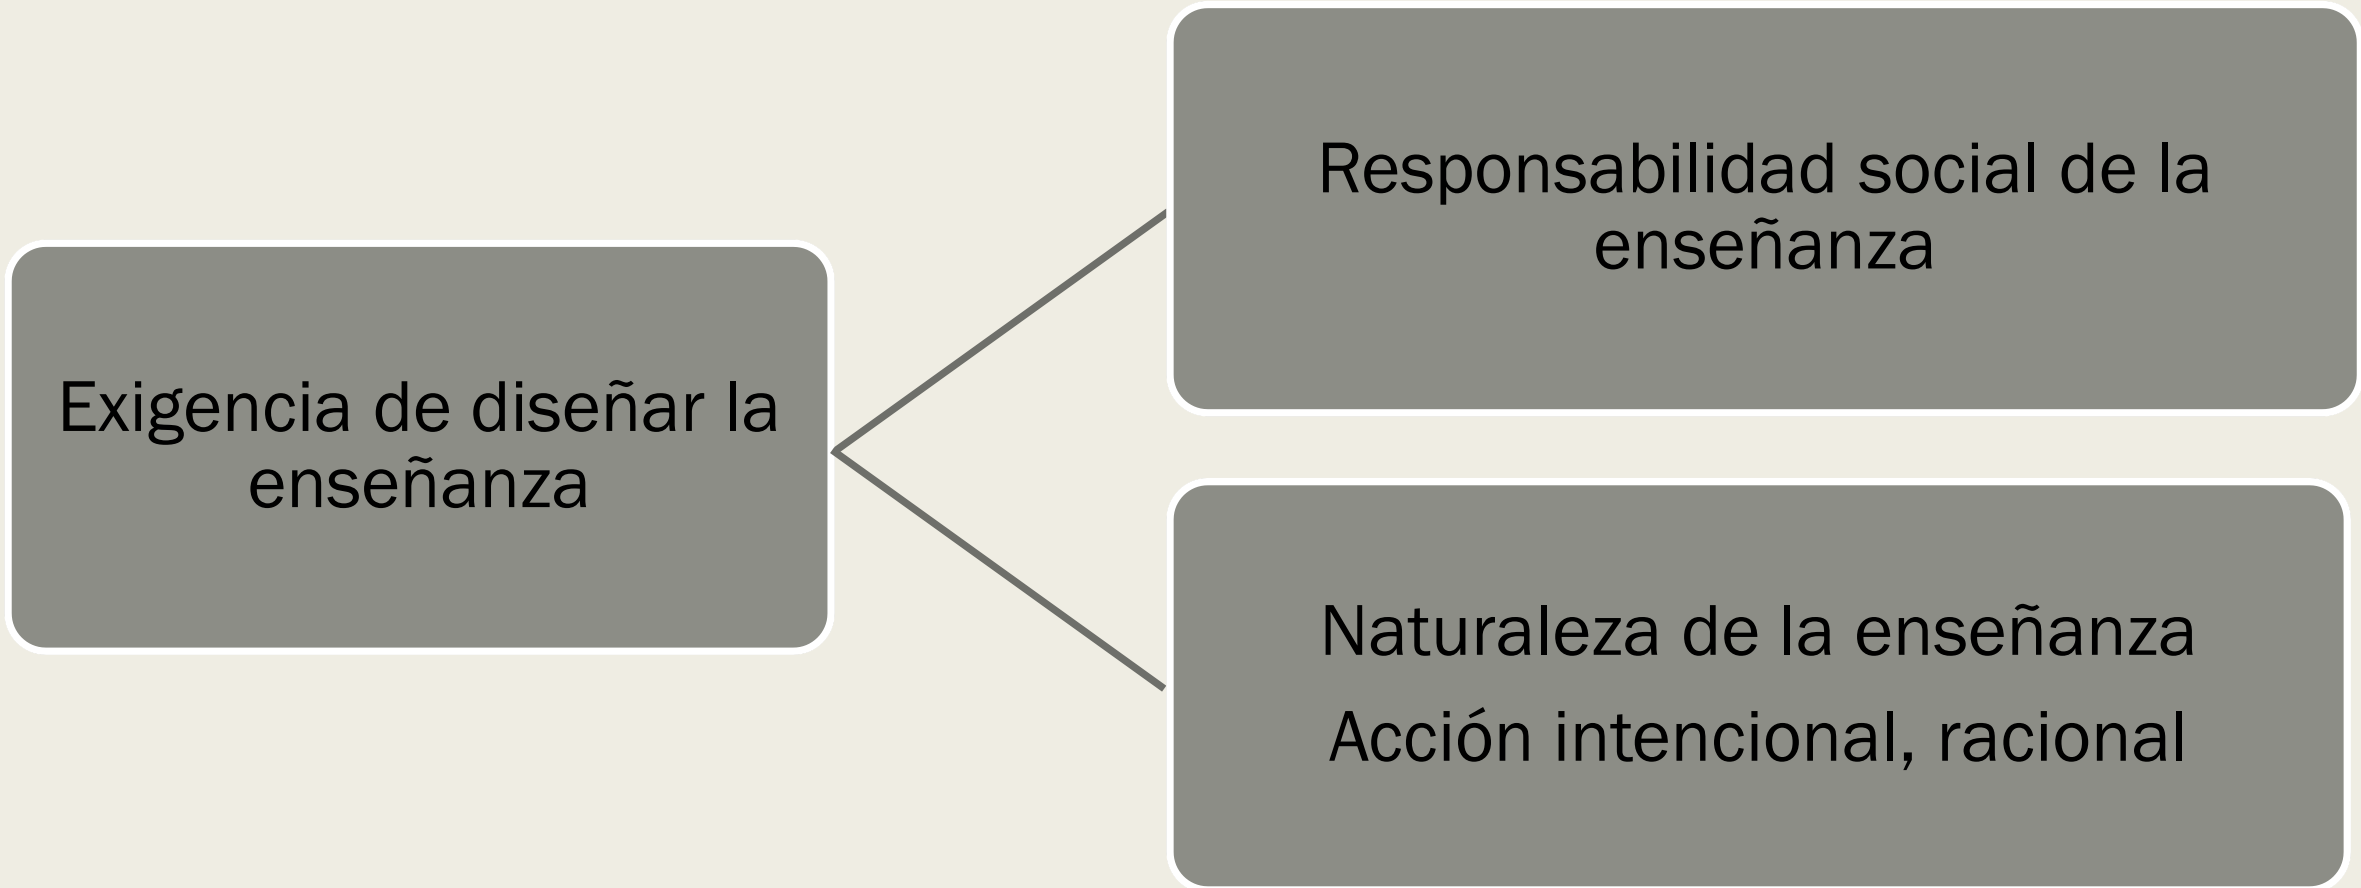 Exigencia de diseñar la
enseñanza
Responsabilidad social de la
enseñanza
Naturaleza de la enseñanza
Acción intencional, racional